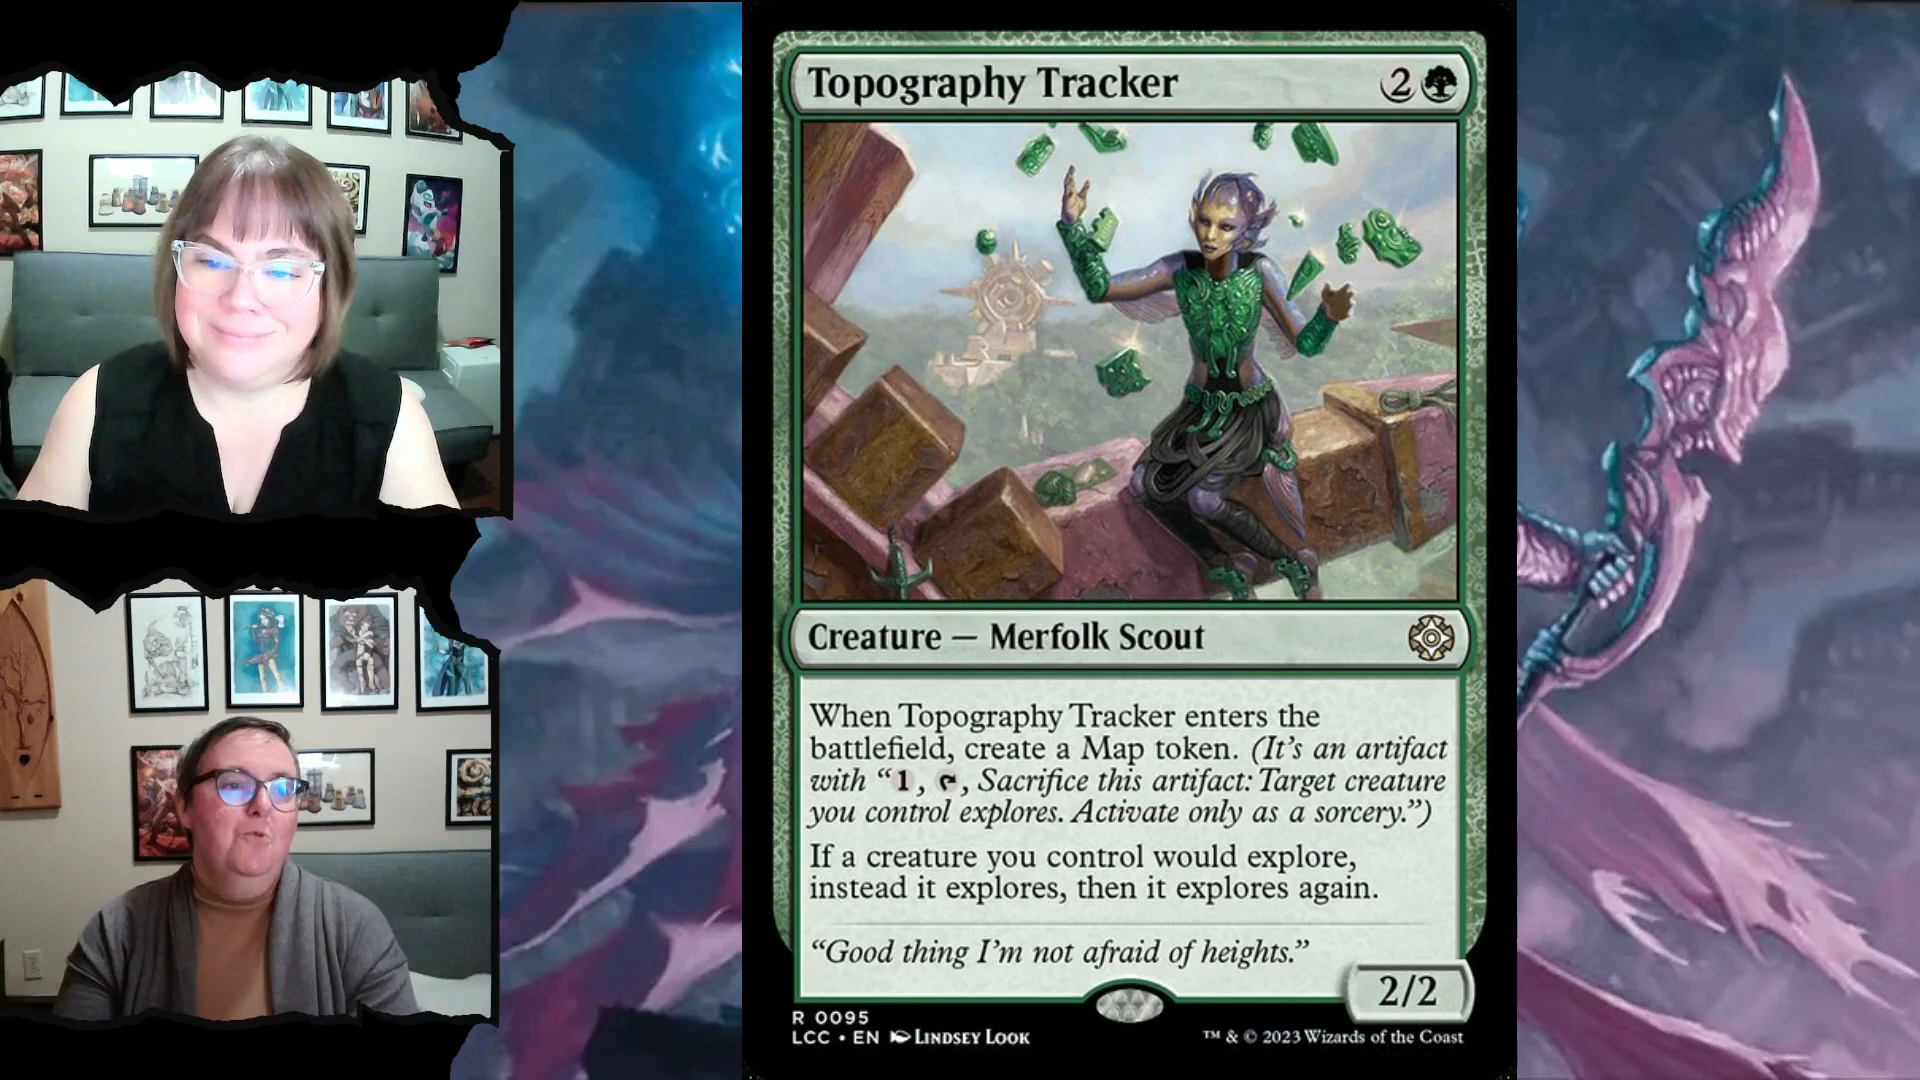 Topography Tracker 2
Creature — Merfolk Scout
When Topography Tracker enters the
battlefield, create a Map token. (It's an artifact
with “1, , Sacrifice this artifact: Target creature
you control explores. Activate only as a sorcery.”)
If a creature you control would explore,
instead it explores, then it explores again.
“Good thing I'm not afraid of heights.”
2/2
R 0095
LCC • EN Lindsey Look
™ & © 2023 Wizards of the Coast